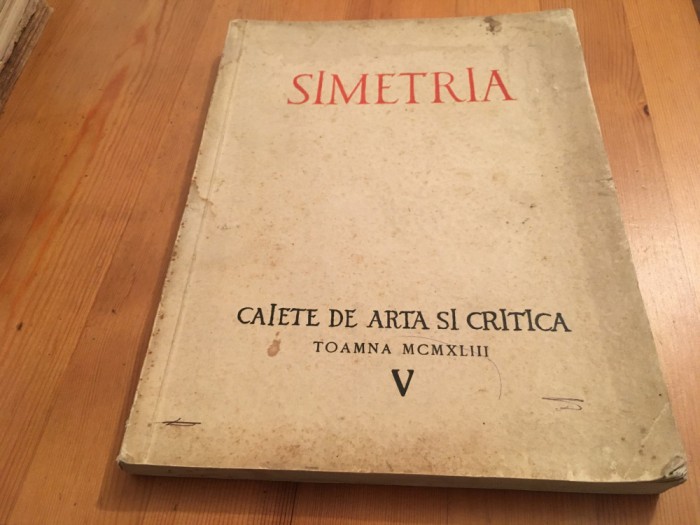 SIMETRIA
CAIETE DE ARTA SI CRITICA
TOAMNA MCMXLIII
V